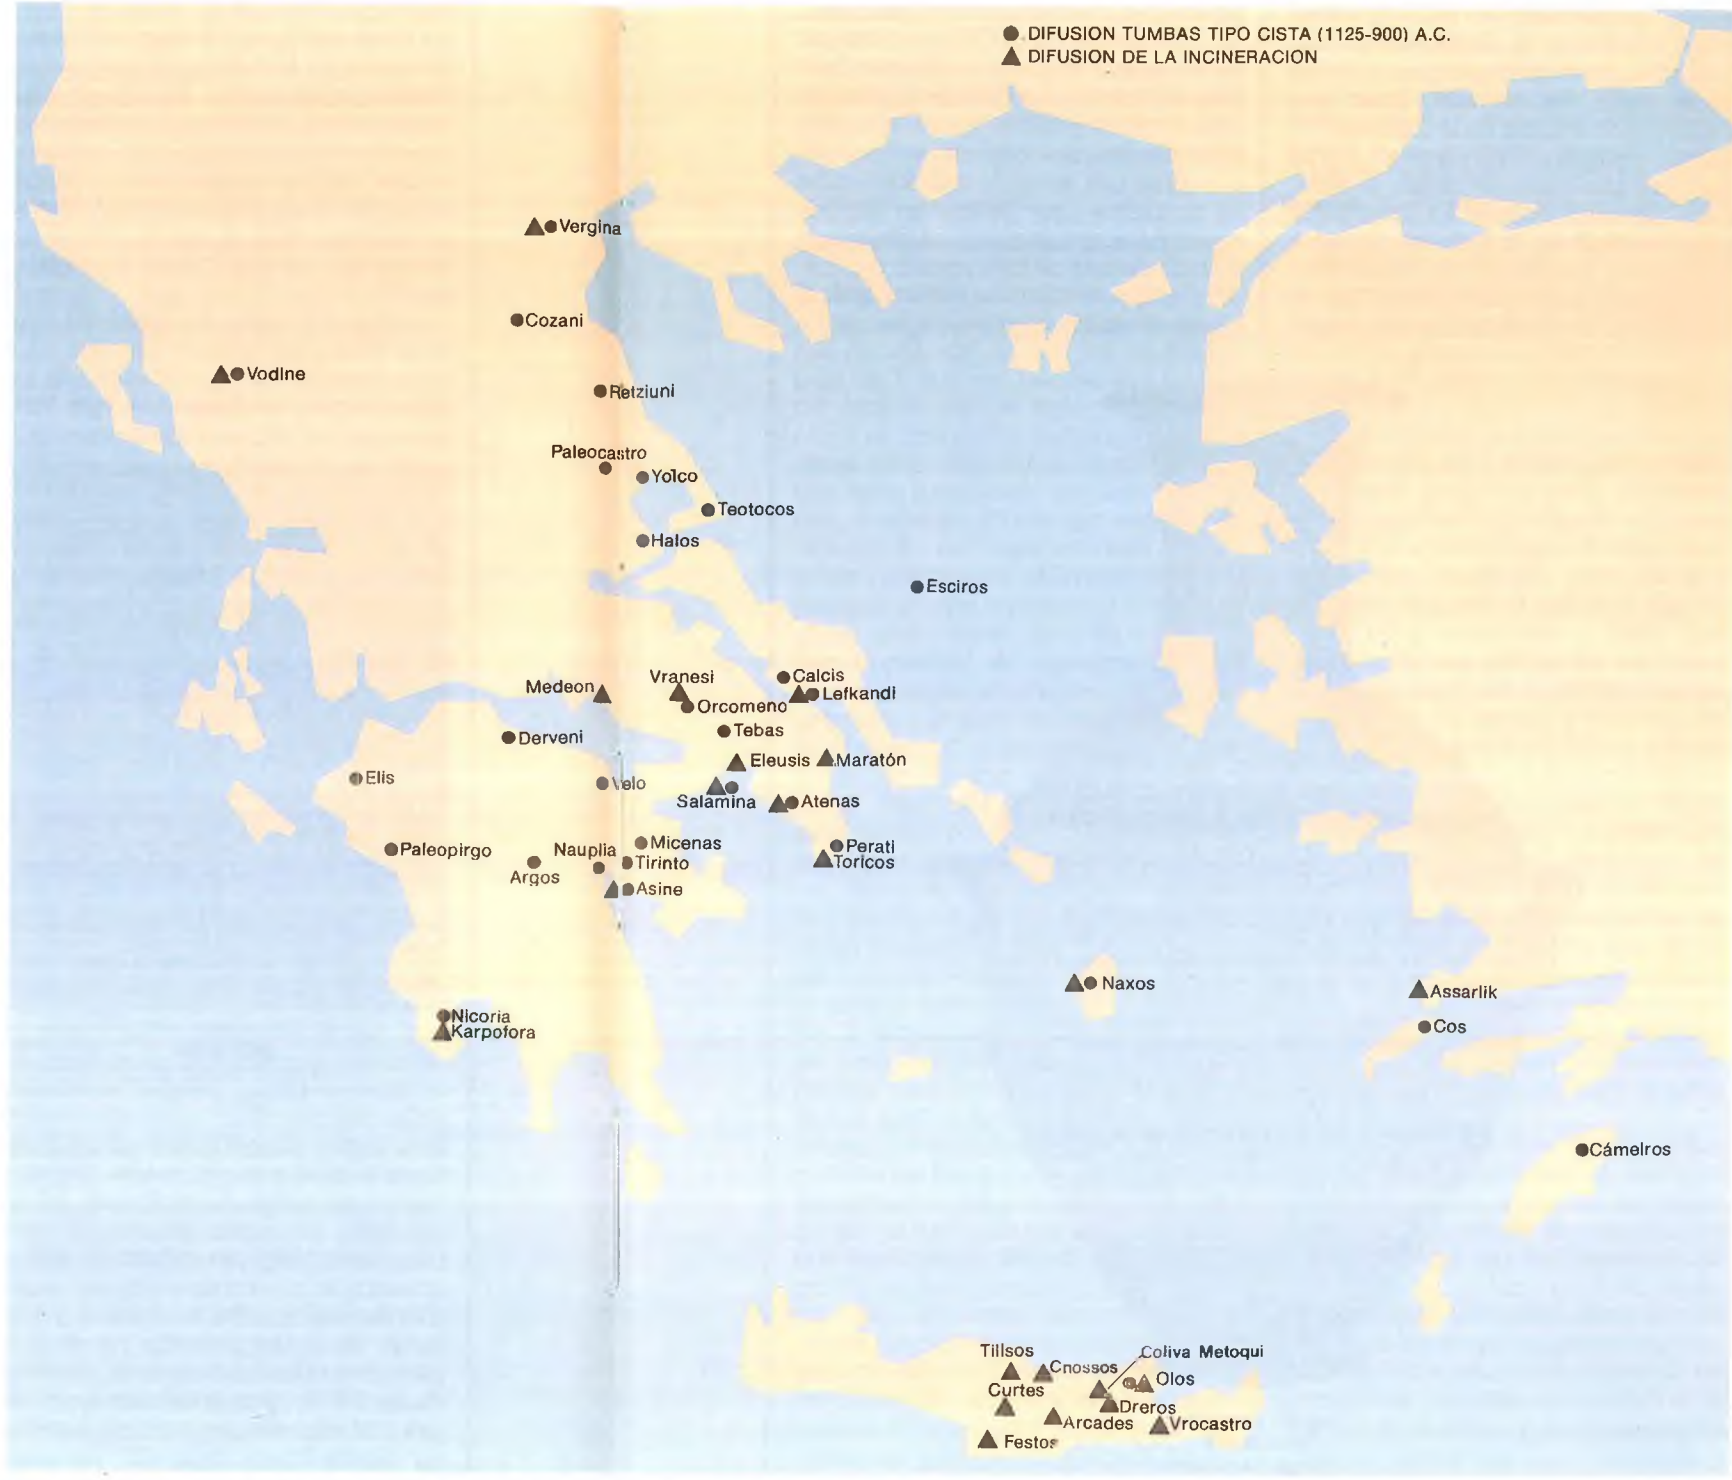 DIFUSION TUMBAS TIPO CISTA (1125-900) A.C.
DIFUSION DE LA INCINERACION
Vergina
Cozani
Vodine
Retziuni
Paleocastro
Yolco
Teotocos
Halos
Esciros
Calcis
Vranesi
Medeon
Lefkandi
Orcomeno
Tebas
Derveni
Eleusis
Maratón
Elis
Velo
Salamina
Atenas
Micenas
Perati
Paleopirgo
Nauplia
Tirinto
Toricos
Argos
Asine
Naxos
Assarlik
Nicoria
Cos
Karpofora
Cámeiros
Tilisos
Coliva Metoqui
Cnossos
Olos
Curtes
Dreros
Arcades
Vrocastro
Festos